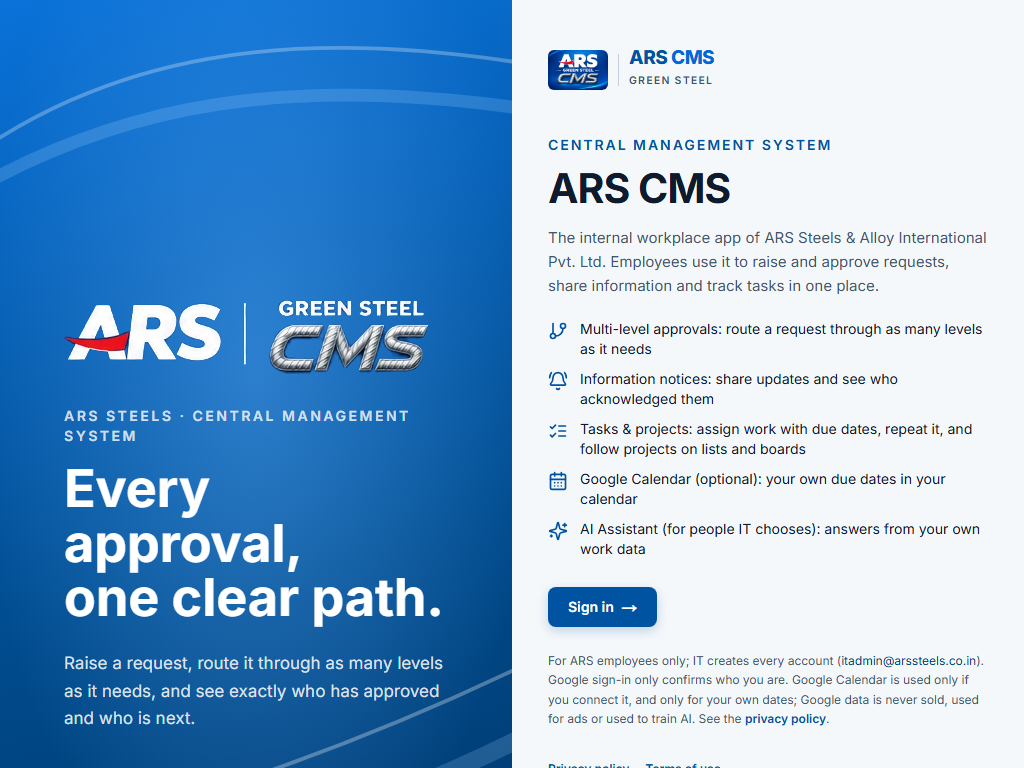 ARS
GREEN STEEL
CMS
ARS STEELS · CENTRAL MANAGEMENT
SYSTEM
Every
approval,
one clear path.
Raise a request, route it through as many levels
as it needs, and see exactly who has approved
and who is next.
ARS
GREEN STEEL
CMS
ARS CMS
GREEN STEEL
CENTRAL MANAGEMENT SYSTEM
ARS CMS
The internal workplace app of ARS Steels & Alloy International
Pvt. Ltd. Employees use it to raise and approve requests,
share information and track tasks in one place.
Multi-level approvals: route a request through as many levels
as it needs
Information notices: share updates and see who
acknowledged them
Tasks & projects: assign work with due dates, repeat it, and
follow projects on lists and boards
Google Calendar (optional): your own due dates in your
calendar
AI Assistant (for people IT chooses): answers from your own
work data
Sign in →
For ARS employees only; IT creates every account (itadmin@arssteels.co.in).
Google sign-in only confirms who you are. Google Calendar is used only if
you connect it, and only for your own dates; Google data is never sold, used
for ads or used to train AI. See the privacy policy.
Privacy policy Terms of use